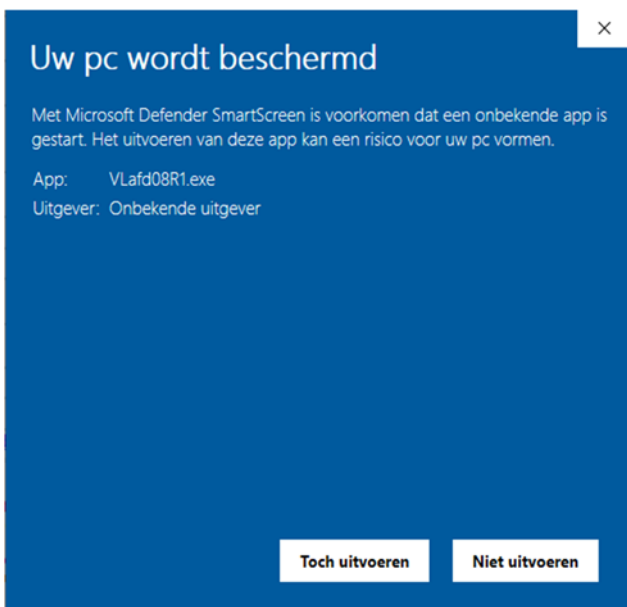 Uw pc wordt beschermd
Met Microsoft Defender SmartScreen is voorkomen dat een onbekende app is
gestart. Het uitvoeren van deze app kan een risico voor uw pc vormen.
App: VLafd08R1.exe
Uitgever: Onbekende uitgever
Toch uitvoeren Niet uitvoeren